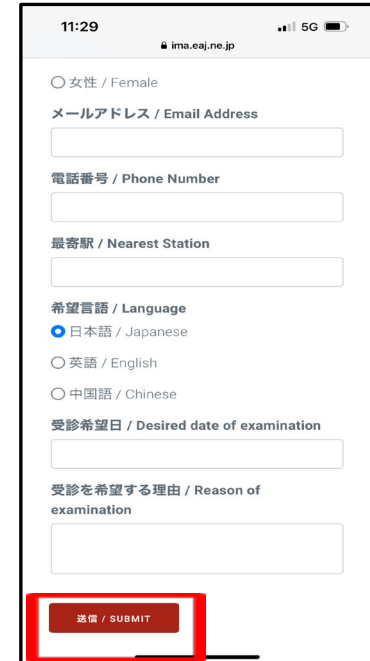 11:29
5G
ima.eaj.ne.jp
女性 / Female
メールアドレス / Email Address
電話番号 / Phone Number
最寄駅 / Nearest Station
希望言語 / Language
日本語 / Japanese
英語 / English
中国語 / Chinese
受診希望日 / Desired date of examination
受診を希望する理由 / Reason of
examination
送信 / SUBMIT